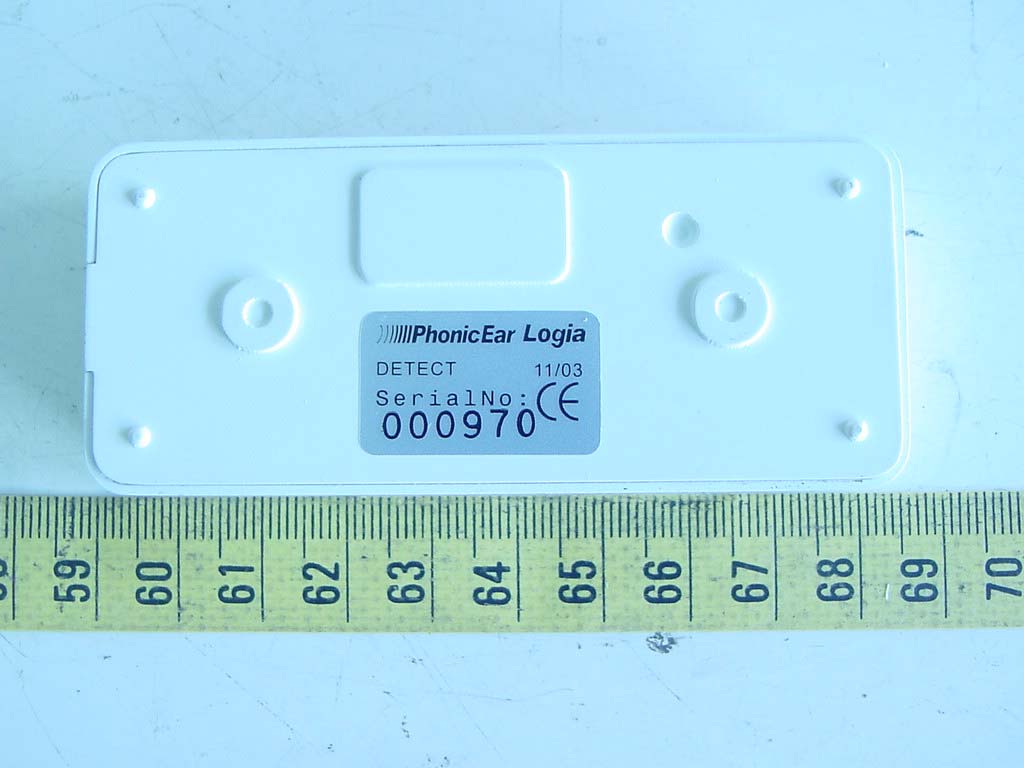 PhonicEar Logia
DETECT 11/03
SerialNo: CE
000970
59 60 61 62 63 64 65 66 67 68 69 70